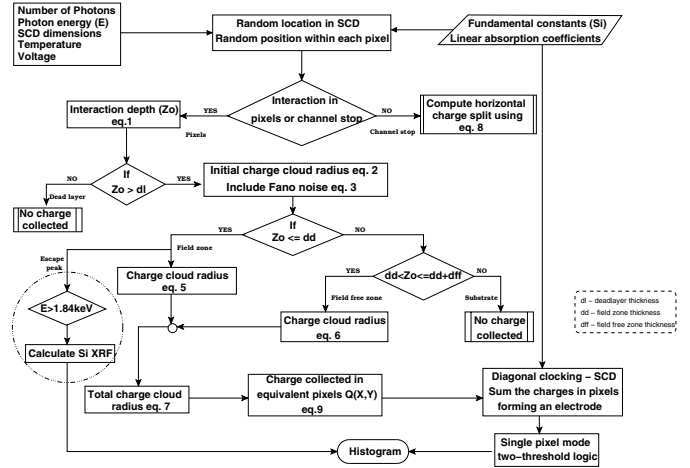 Number of Photons
Photon energy (E)
SCD dimensions
Temperature
Voltage
Random location in SCD
Random position within each pixel
Fundamental constants (Si)
Linear absorption coefficients
Interaction in
pixels or channel stop
YES
Pixels
NO
Channel stop
Compute horizontal
charge split using
eq. 8
Interaction depth (Zo)
eq.1
If
Zo > dl
NO
Dead layer
YES
No charge
collected
Initial charge cloud radius eq. 2
Include Fano noise eq. 3
If
Zo <= dd
YES
Field zone
NO
Escape
peak
Charge cloud radius
eq. 5
dd<Zo<=dd+dff
YES
Field free zone
NO
Substrate
E>1.84keV
Calculate Si XRF
Charge cloud radius
eq. 6
No charge
collected
dl – deadlayer thickness
dd – field zone thickness
dff – field free zone thickness
Total charge cloud
radius eq. 7
Charge collected in
equivalent pixels Q(X,Y)
eq.9
Diagonal clocking – SCD
Sum the charges in pixels
forming an electrode
Single pixel mode
two–threshold logic
Histogram